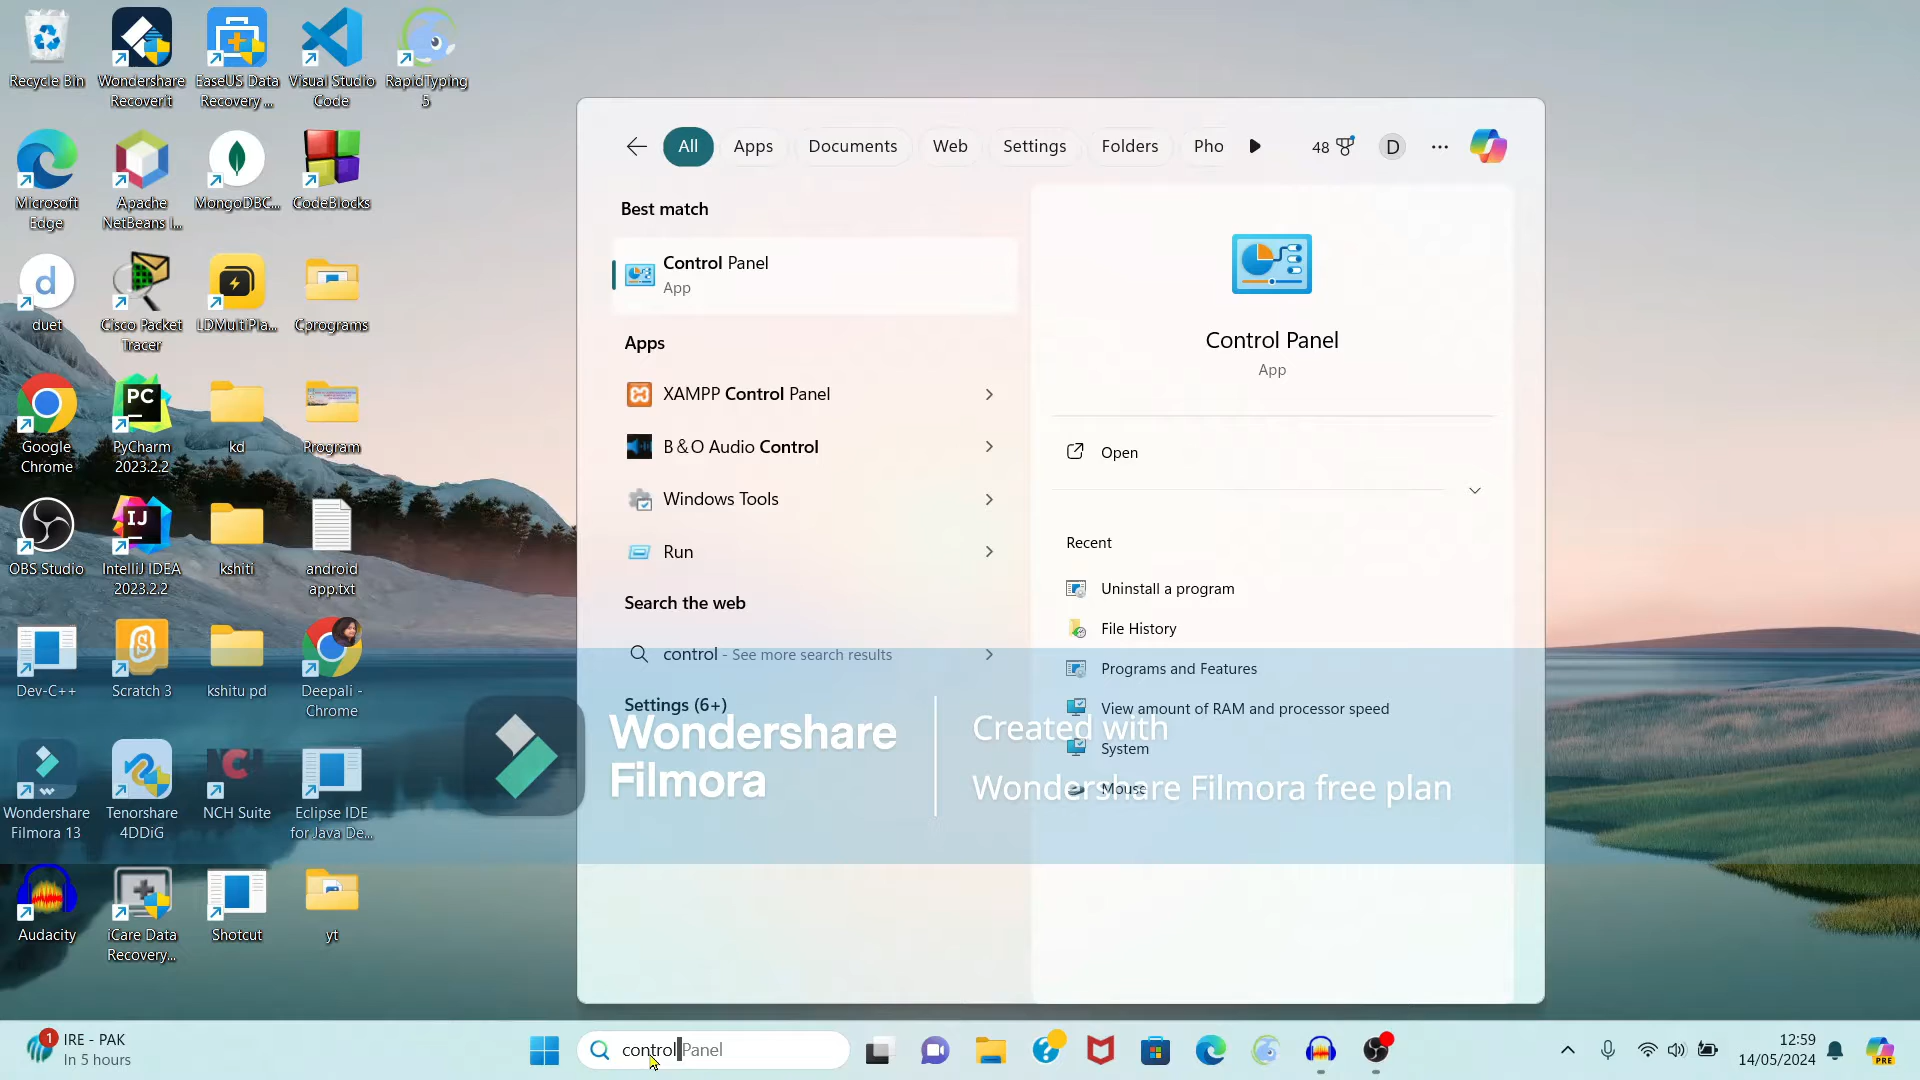 Recycle Bin
Wondershare
Recoverit
EaseUS Data
Recovery ...
Visual Studio
Code
RapidTyping
5
Microsoft
Edge
Apache
NetBeans I...
MongoDBC...
CodeBlocks
d
duet
Cisco Packet
Tracer
LDMultiPla...
Cprograms
Google
Chrome
PC
PyCharm
2023.2.2
kd
Program
OBS Studio
IJ
IntelliJ IDEA
2023.2.2
kshiti
android
app.txt
Dev-C++
Scratch 3
kshitu pd
Deepali -
Chrome
Wondershare
Filmora 13
Tenorshare
4DDiG
NCH Suite
Eclipse IDE
for Java De...
Audacity
iCare Data
Recovery...
Shotcut
yt
All
Apps
Documents
Web
Settings
Folders
Pho
48
D
Best match
Control Panel
App
Apps
XAMPP Control Panel
B&O Audio Control
Windows Tools
Run
Search the web
control - See more search results
Settings (6+)
Control Panel
App
Open
Recent
Uninstall a program
File History
Programs and Features
View amount of RAM and processor speed
System
Mouse
Wondershare
Filmora
Created with
Wondershare Filmora free plan
1
IRE - PAK
In 5 hours
control Panel
12:59
14/05/2024
PRE